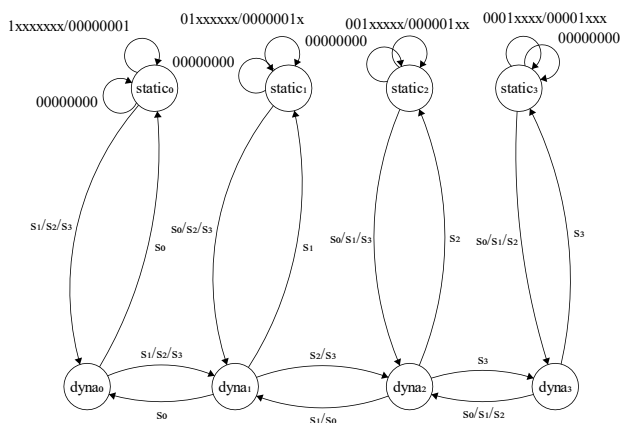 1xxxxxxx/00000001
01xxxxxx/0000001x
001xxxxx/000001xx
0001xxxx/00001xxx
00000000
00000000
00000000
00000000
static₀
static₁
static₂
static₃
s₁/s₂/s₃
s₀
s₀/s₂/s₃
s₁
s₀/s₁/s₃
s₂
s₀/s₁/s₂
s₃
s₁/s₂/s₃
s₂/s₃
s₃
dyna₀
dyna₁
dyna₂
dyna₃
s₀
s₁/s₀
s₀/s₁/s₂